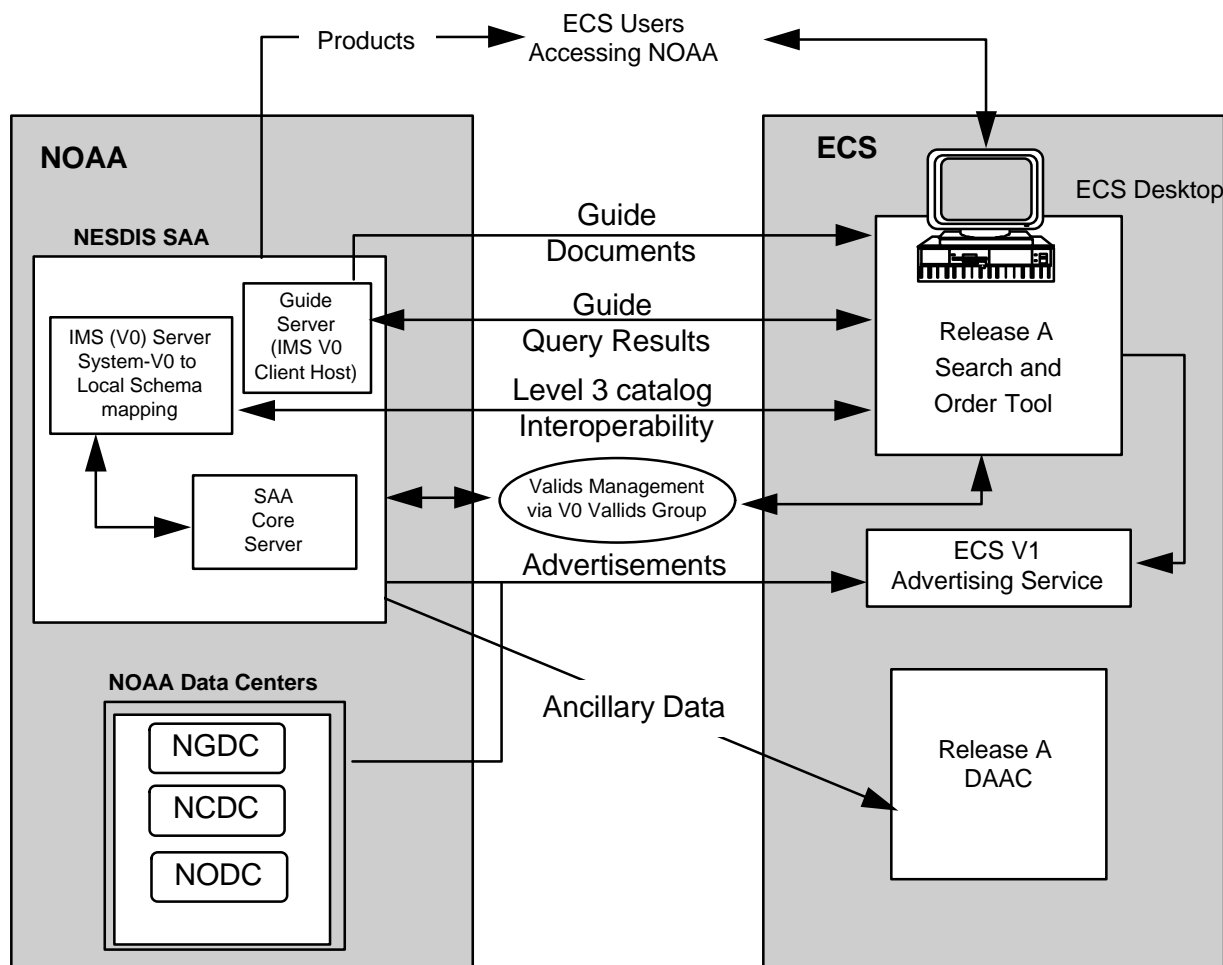 Products
ECS Users
Accessing NOAA
NOAA
ECS
ECS Desktop
NESDIS SAA
Guide
Documents
Guide
Server
(IMS V0
Client Host)
IMS (V0) Server
System-V0 to
Local Schema
mapping
Guide
Query Results
Release A
Search and
Order Tool
Level 3 catalog
Interoperability
SAA
Core
Server
Valids Management
via V0 Vallids Group
Advertisements
ECS V1
Advertising Service
NOAA Data Centers
NGDC
NCDC
NODC
Ancillary Data
Release A
DAAC